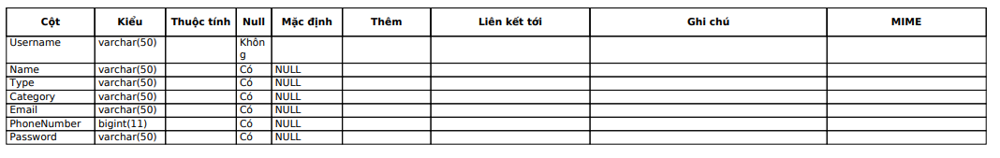 Cột Kiểu Thuộc tính Null Mặc định Thêm Liên kết tới Ghi chú MIME
Username varchar(50) Khôn
g
Name varchar(50) Có NULL
Type varchar(50) Có NULL
Category varchar(50) Có NULL
Email varchar(50) Có NULL
PhoneNumber bigint(11) Có NULL
Password varchar(50) Có NULL